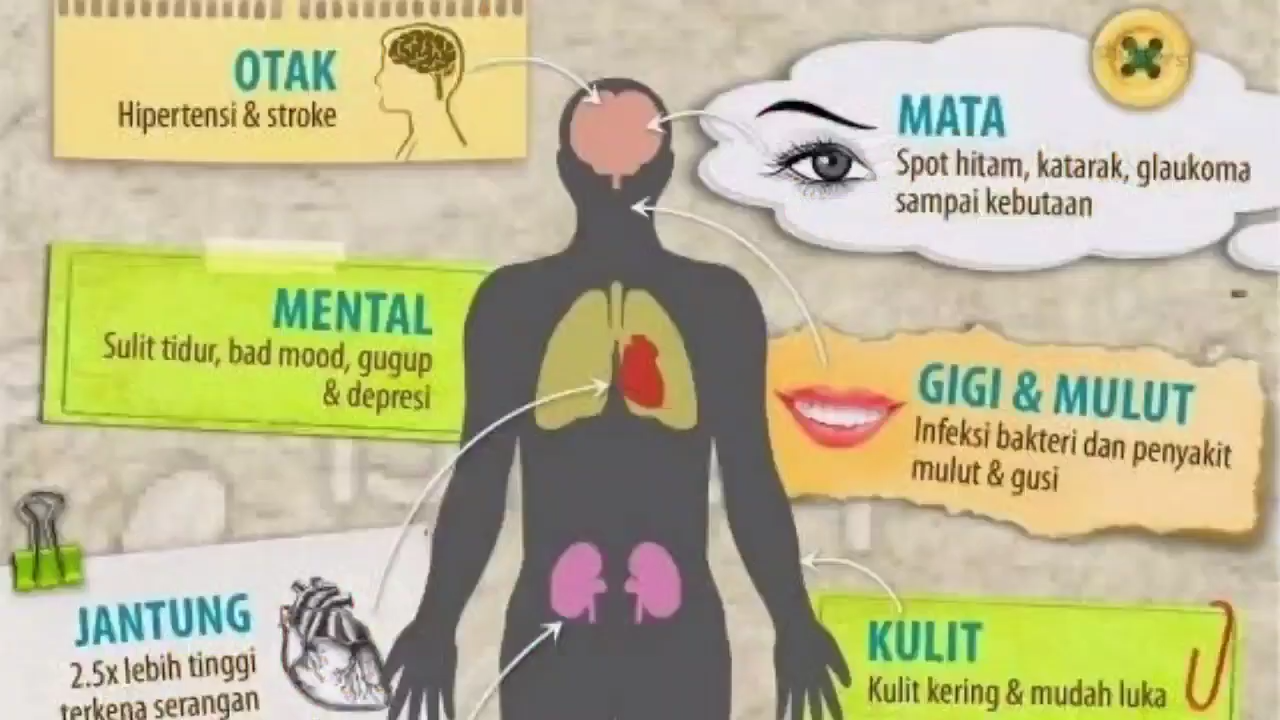 OTAK
Hipertensi & stroke
MATA
Spot hitam, katarak, glaukoma
sampai kebutaan
MENTAL
Sulit tidur, bad mood, gugup
& depresi
GIGI & MULUT
Infeksi bakteri dan penyakit
mulut & gusi
JANTUNG
2.5x lebih tinggi
terkena serangan
KULIT
Kulit kering & mudah luka